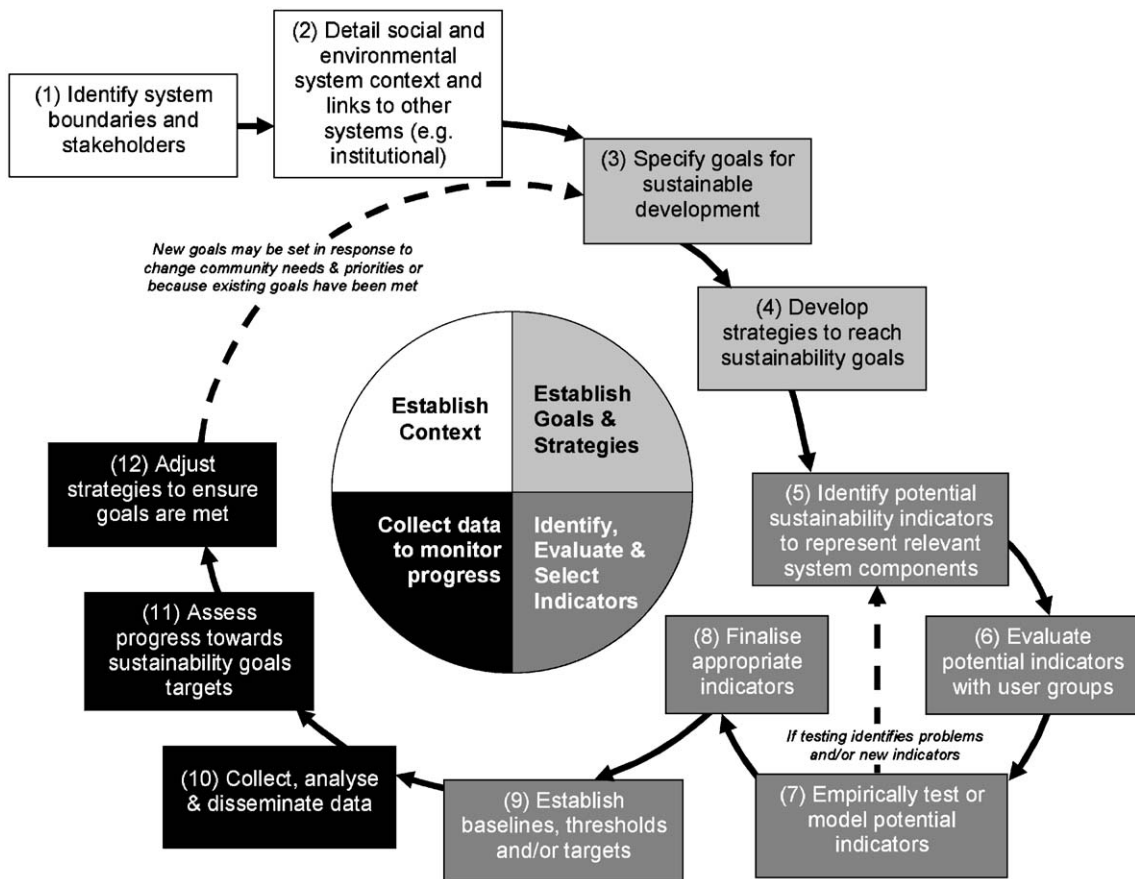 (1) Identify system
boundaries and
stakeholders
(2) Detail social and
environmental
system context and
links to other
systems (e.g.
institutional)
(3) Specify goals for
sustainable
development
New goals may be set in response to
change community needs & priorities or
because existing goals have been met
(4) Develop
strategies to reach
sustainability goals
Establish
Context
Establish
Goals &
Strategies
Collect data
to monitor
progress
Identify,
Evaluate &
Select
Indicators
(5) Identify potential
sustainability indicators
to represent relevant
system components
(6) Evaluate
potential indicators
with user groups
If testing identifies problems
and/or new indicators
(7) Empirically test or
model potential
indicators
(8) Finalise
appropriate
indicators
(9) Establish
baselines, thresholds
and/or targets
(10) Collect, analyse
& disseminate data
(11) Assess
progress towards
sustainability goals
targets
(12) Adjust
strategies to ensure
goals are met